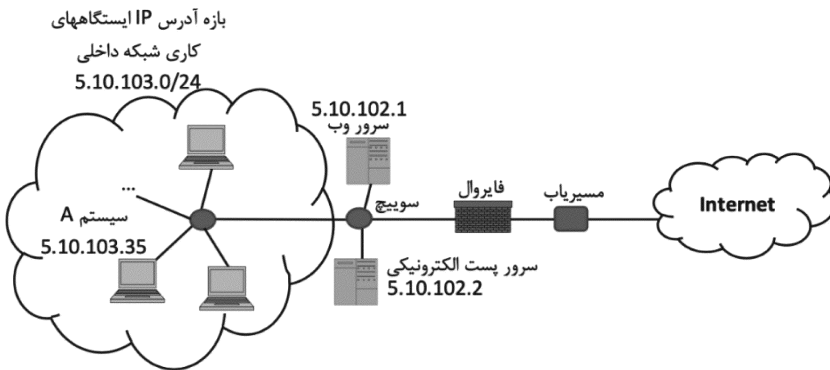 بازه آدرس IP ایستگاههای
کاری شبکه داخلی
5.10.103.0/24
5.10.102.1
سرور وب
...
سیستم A
5.10.103.35
سوییچ
فایروال
مسیریاب
Internet
سرور پست الکترونیکی
5.10.102.2